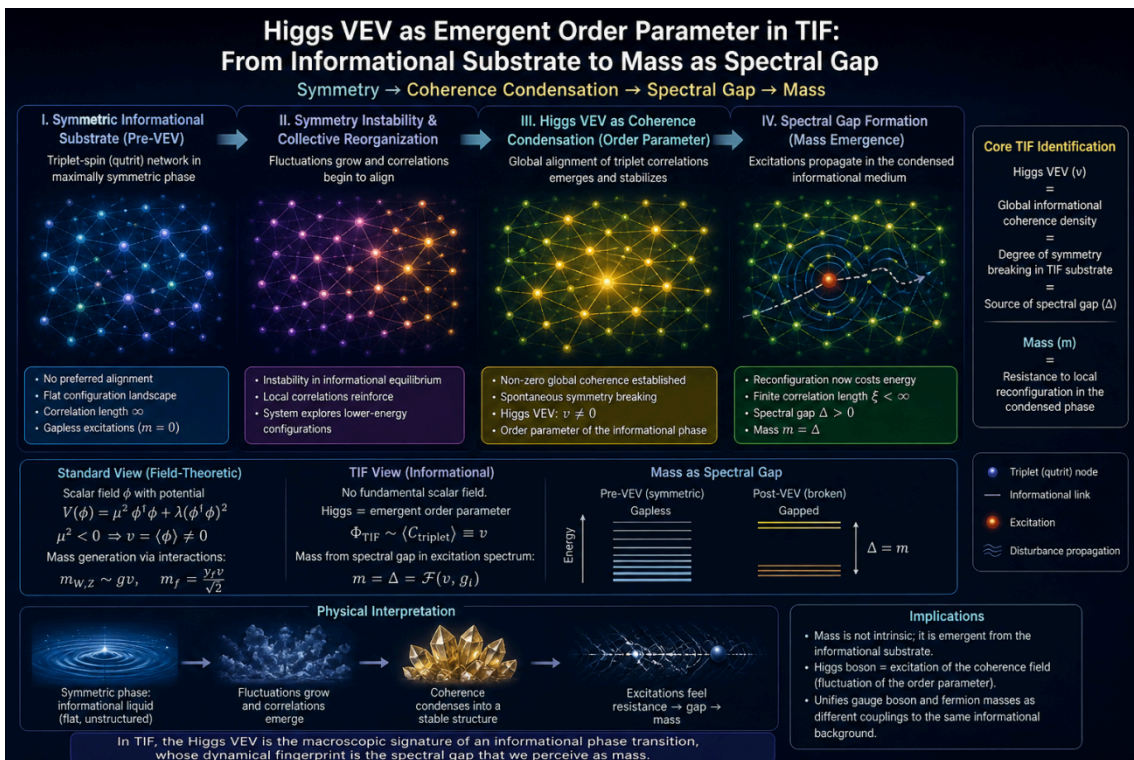 Higgs VEV as Emergent Order Parameter in TIF:
From Informational Substrate to Mass as Spectral Gap
Symmetry → Coherence Condensation → Spectral Gap → Mass
I. Symmetric Informational
Substrate (Pre-VEV)
Triplet-spin (qutrit) network in
maximally symmetric phase
• No preferred alignment
• Flat configuration landscape
• Correlation length ∞
• Gapless excitations (m = 0)
II. Symmetry Instability &
Collective Reorganization
Fluctuations grow and correlations
begin to align
• Instability in informational equilibrium
• Local correlations reinforce
• System explores lower-energy
configurations
III. Higgs VEV as Coherence
Condensation (Order Parameter)
Global alignment of triplet correlations
emerges and stabilizes
• Non-zero global coherence established
• Spontaneous symmetry breaking
• Higgs VEV: v ≠ 0
• Order parameter of the informational phase
IV. Spectral Gap Formation
(Mass Emergence)
Excitations propagate in the condensed
informational medium
• Reconfiguration now costs energy
• Finite correlation length ξ < ∞
• Spectral gap Δ > 0
• Mass m = Δ
Core TIF Identification
Higgs VEV (v)
=
Global informational
coherence density
=
Degree of symmetry
breaking in TIF substrate
=
Source of spectral gap (Δ)
Mass (m)
=
Resistance to local
reconfiguration in the
condensed phase
Triplet (qutrit) node
Informational link
Excitation
Disturbance propagation
Standard View (Field-Theoretic)
Scalar field ϕ with potential
V(ϕ) = μ² ϕ†ϕ + λ(ϕ†ϕ)²
μ² < 0 ⇒ v = ⟨ϕ⟩ ≠ 0
Mass generation via interactions:
m_{W,Z} ~ gv, m_f = y_f v/√2
TIF View (Informational)
No fundamental scalar field.
Higgs = emergent order parameter
Φ_TIF ~ ⟨C_triplet⟩ ≡ v
Mass from spectral gap in excitation spectrum:
m = Δ = ℱ(v, g_i)
Mass as Spectral Gap
Pre-VEV (symmetric)
Gapless
Post-VEV (broken)
Gapped
Energy
Δ = m
Physical Interpretation
Symmetric phase:
informational liquid
(flat, unstructured)
Fluctuations grow
and correlations
emerge
Coherence
condenses into a
stable structure
Excitations feel
resistance → gap →
mass
Implications
• Mass is not intrinsic; it is emergent from the
informational substrate.
• Higgs boson = excitation of the coherence field
(fluctuation of the order parameter).
• Unifies gauge boson and fermion masses as
different couplings to the same informational
background.
In TIF, the Higgs VEV is the macroscopic signature of an informational phase transition,
whose dynamical fingerprint is the spectral gap that we perceive as mass.